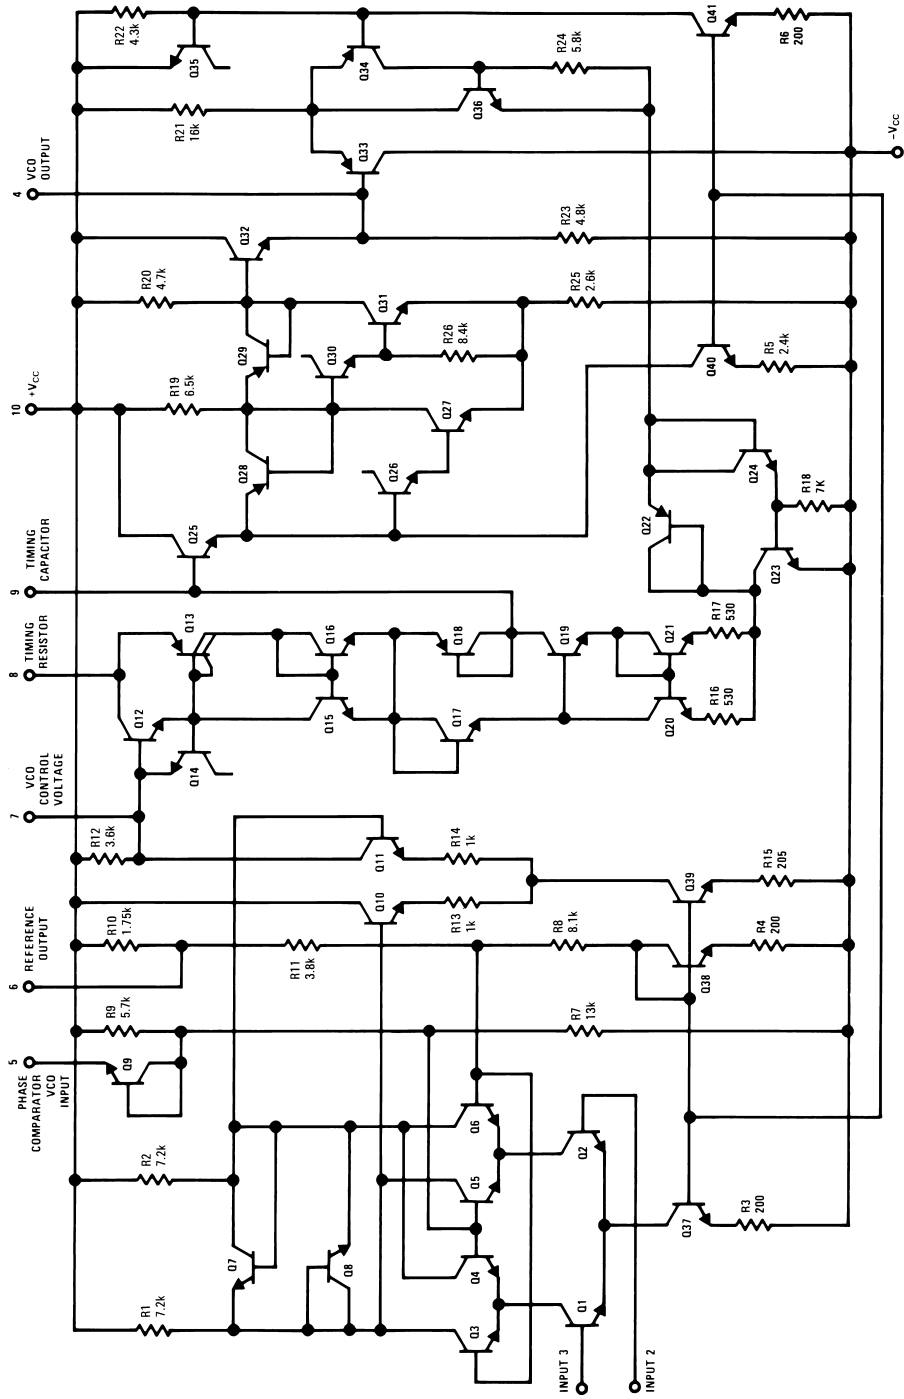 R1
7.2k
R2
7.2k
5
PHASE
COMPARATOR
VCO
INPUT
Q9
R9
5.7k
6
REFERENCE
OUTPUT
R10
1.75k
R12
3.6k
7
VCO
CONTROL
VOLTAGE
8
TIMING
RESISTOR
9
TIMING
CAPACITOR
10
+VCC
R19
6.5k
R20
4.7k
4
VCO
OUTPUT
R21
16k
R22
4.3k
Q35
Q7
Q8
R11
3.8k
Q10
Q11
Q14
Q12
Q13
Q25
Q28
Q29
Q32
Q33
Q34
Q36
R24
5.8k
Q41
R6
200
Q3
Q4
Q5
Q6
R13
1k
R14
1k
Q15
Q16
Q17
Q18
Q26
Q27
Q30
Q31
R26
8.4k
R25
2.6k
R23
4.8k
Q1
Q2
R7
13k
R8
8.1k
Q20
Q19
Q21
R16
530
R17
530
Q22
Q23
Q24
R18
7K
Q40
R5
2.4k
INPUT 3
INPUT 2
Q37
R3
200
Q38
R4
200
Q39
R15
205
−VCC